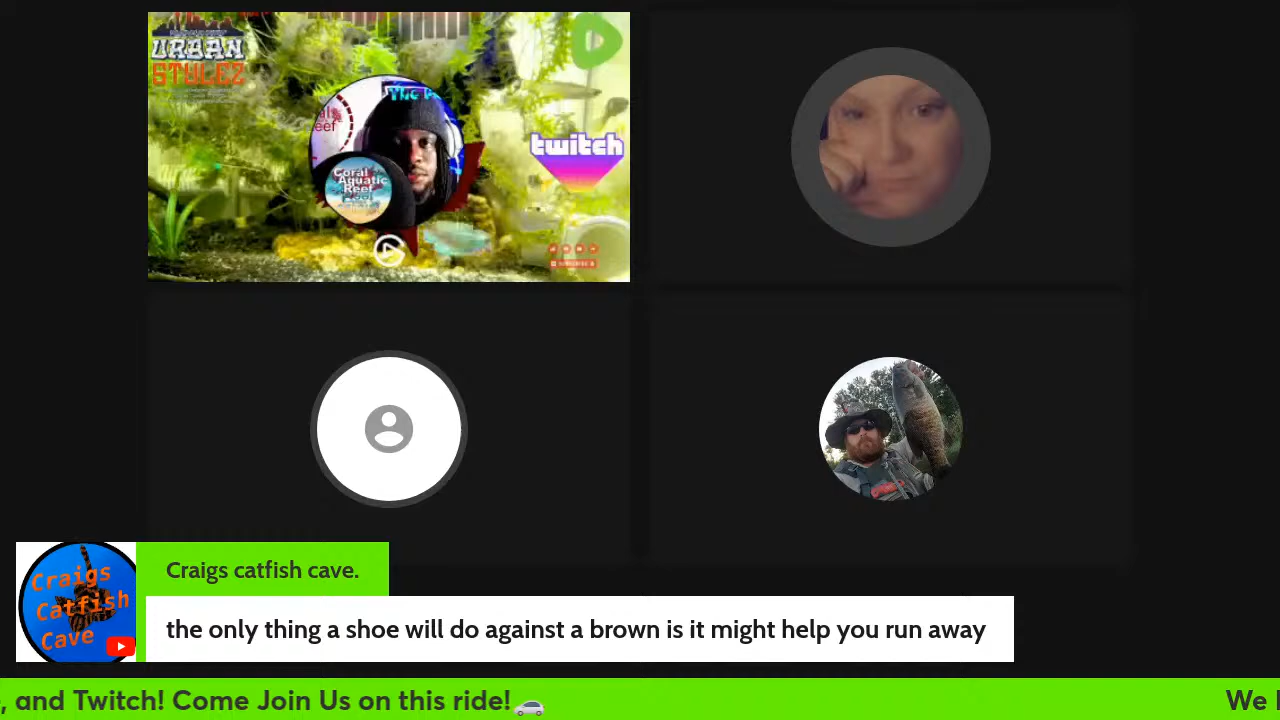 URBAN
STYLEZ
twitch
Coral
Aquatic
Reef
Craigs
Catfish
Cave
Craigs catfish cave.
the only thing a shoe will do against a brown is it might help you run away
, and Twitch! Come Join Us on this ride!🚗
We